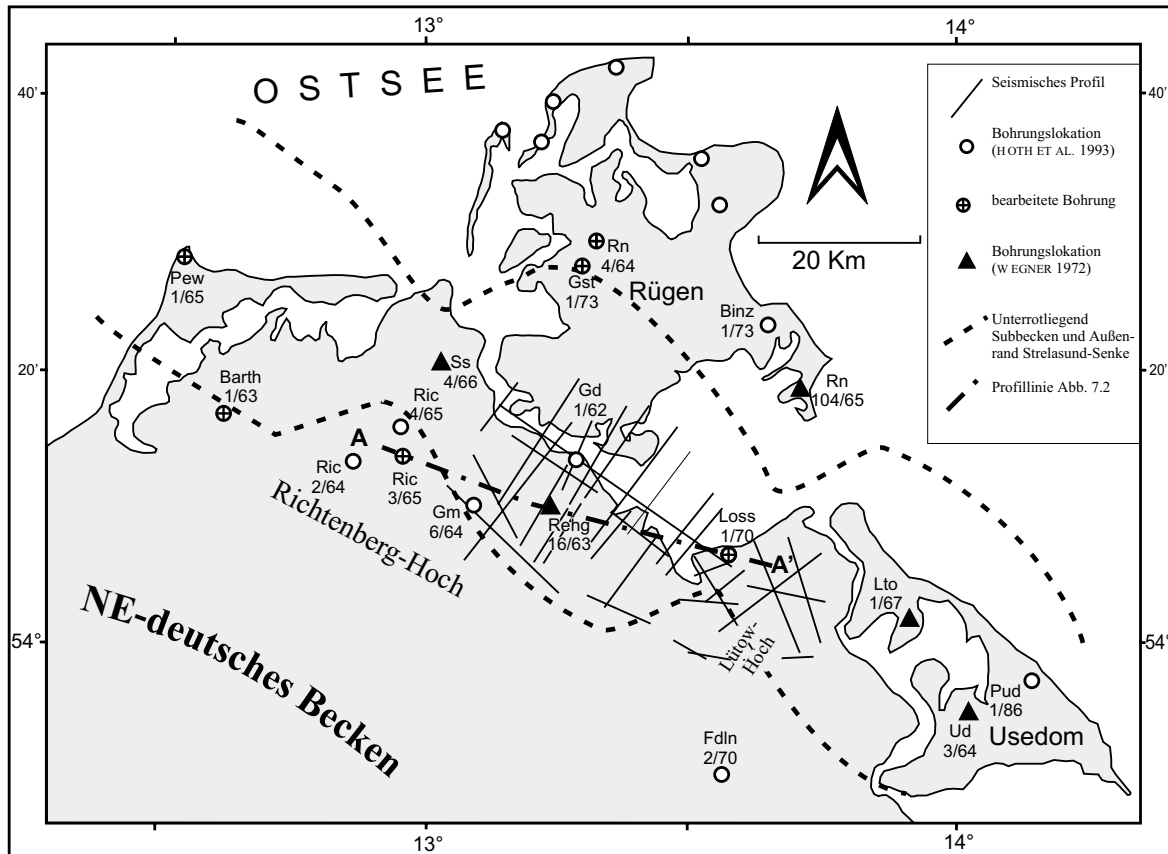 13°
14°
40'
40'
OSTSEE
Seismisches Profil
Bohrungslokation
(HOTH ET AL. 1993)
bearbeitete Bohrung
Bohrungslokation
(WEGNER 1972)
Unterrotliegend
Subbecken und Außen-
rand Strelasund-Senke
Profillinie Abb. 7.2
20 Km
Rn
4/64
Gst
1/73
Rügen
Pew
1/65
Binz
1/73
20'
20'
Ss
4/66
Rn
104/65
Barth
1/63
Ric
4/65
Gd
1/62
A
Ric
2/64
Ric
3/65
Gm
6/64
Rehg
16/63
Loss
1/70
A'
Richtenberg-Hoch
Lto
1/67
54°
54°
Lütow-
Hoch
NE-deutsches Becken
Pud
1/86
Ud
3/64
Usedom
Fdln
2/70
13°
14°